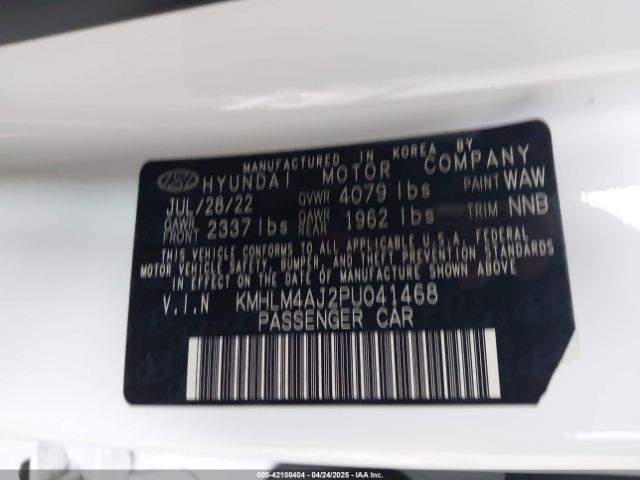 MANUFACTURED IN KOREA BY
HYUNDAI MOTOR COMPANY
JUL/28/22 GVWR 4079 lbs PAINT WAW
GAWR FRONT 2337 lbs GAWR REAR 1962 lbs TRIM NNB
THIS VEHICLE CONFORMS TO ALL APPLICABLE U.S.A. FEDERAL
MOTOR VEHICLE SAFETY, BUMPER, AND THEFT PREVENTION STANDARDS
IN EFFECT ON THE DATE OF MANUFACTURE SHOWN ABOVE.
V.I.N KMHLM4AJ2PU041468
PASSENGER CAR
000-42108404 - 04/24/2025 - IAA Inc.